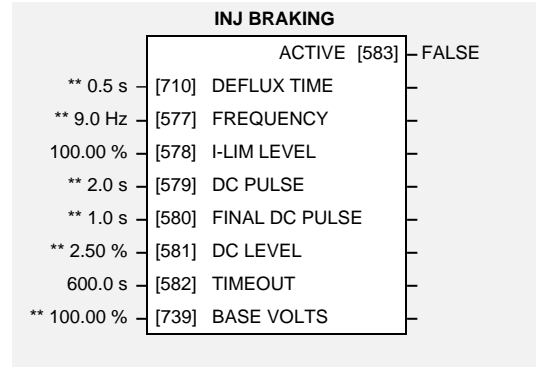 INJ BRAKING
ACTIVE [583] FALSE
** 0.5 s [710] DEFLUX TIME
** 9.0 Hz [577] FREQUENCY
100.00 % [578] I-LIM LEVEL
** 2.0 s [579] DC PULSE
** 1.0 s [580] FINAL DC PULSE
** 2.50 % [581] DC LEVEL
600.0 s [582] TIMEOUT
** 100.00 % [739] BASE VOLTS